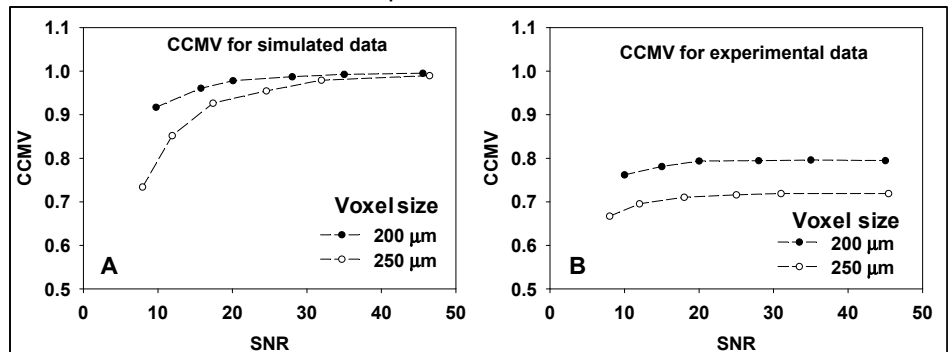 CCMV for simulated data
CCMV
1.1
1.0
0.9
0.8
0.7
0.6
0.5
Voxel size
200 µm
250 µm
A
0 10 20 30 40 50
SNR
CCMV for experimental data
CCMV
1.1
1.0
0.9
0.8
0.7
0.6
0.5
Voxel size
200 µm
250 µm
B
0 10 20 30 40 50
SNR